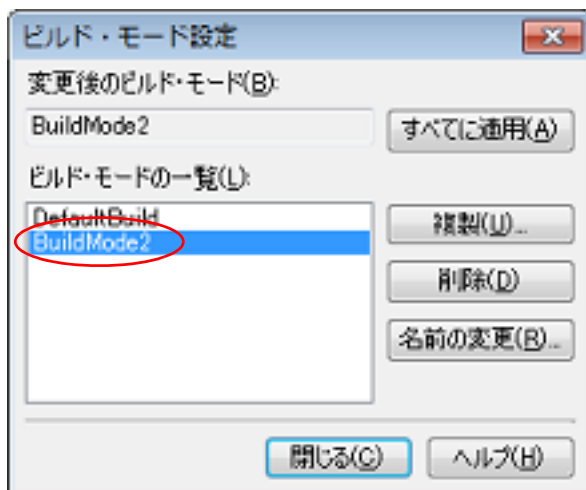 ビルド・モード設定
変更後のビルド・モード(B):
BuildMode2
すべてに適用(A)
ビルド・モードの一覧(L):
DefaultBuild
BuildMode2
複製(U)...
削除(D)
名前の変更(R)...
閉じる(C)
ヘルプ(H)